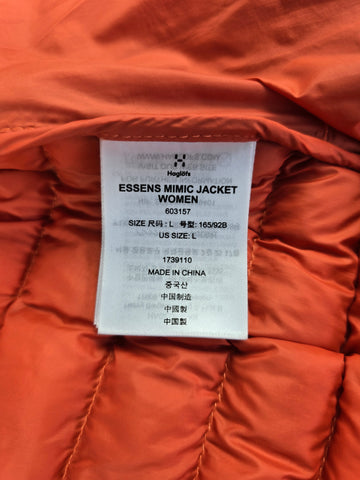 Haglöfs
ESSENS MIMIC JACKET
WOMEN
603157
SIZE 尺码: L 号型: 165/92B
US SIZE: L
1739110
MADE IN CHINA
중국산
中国制造
中國製
中国製